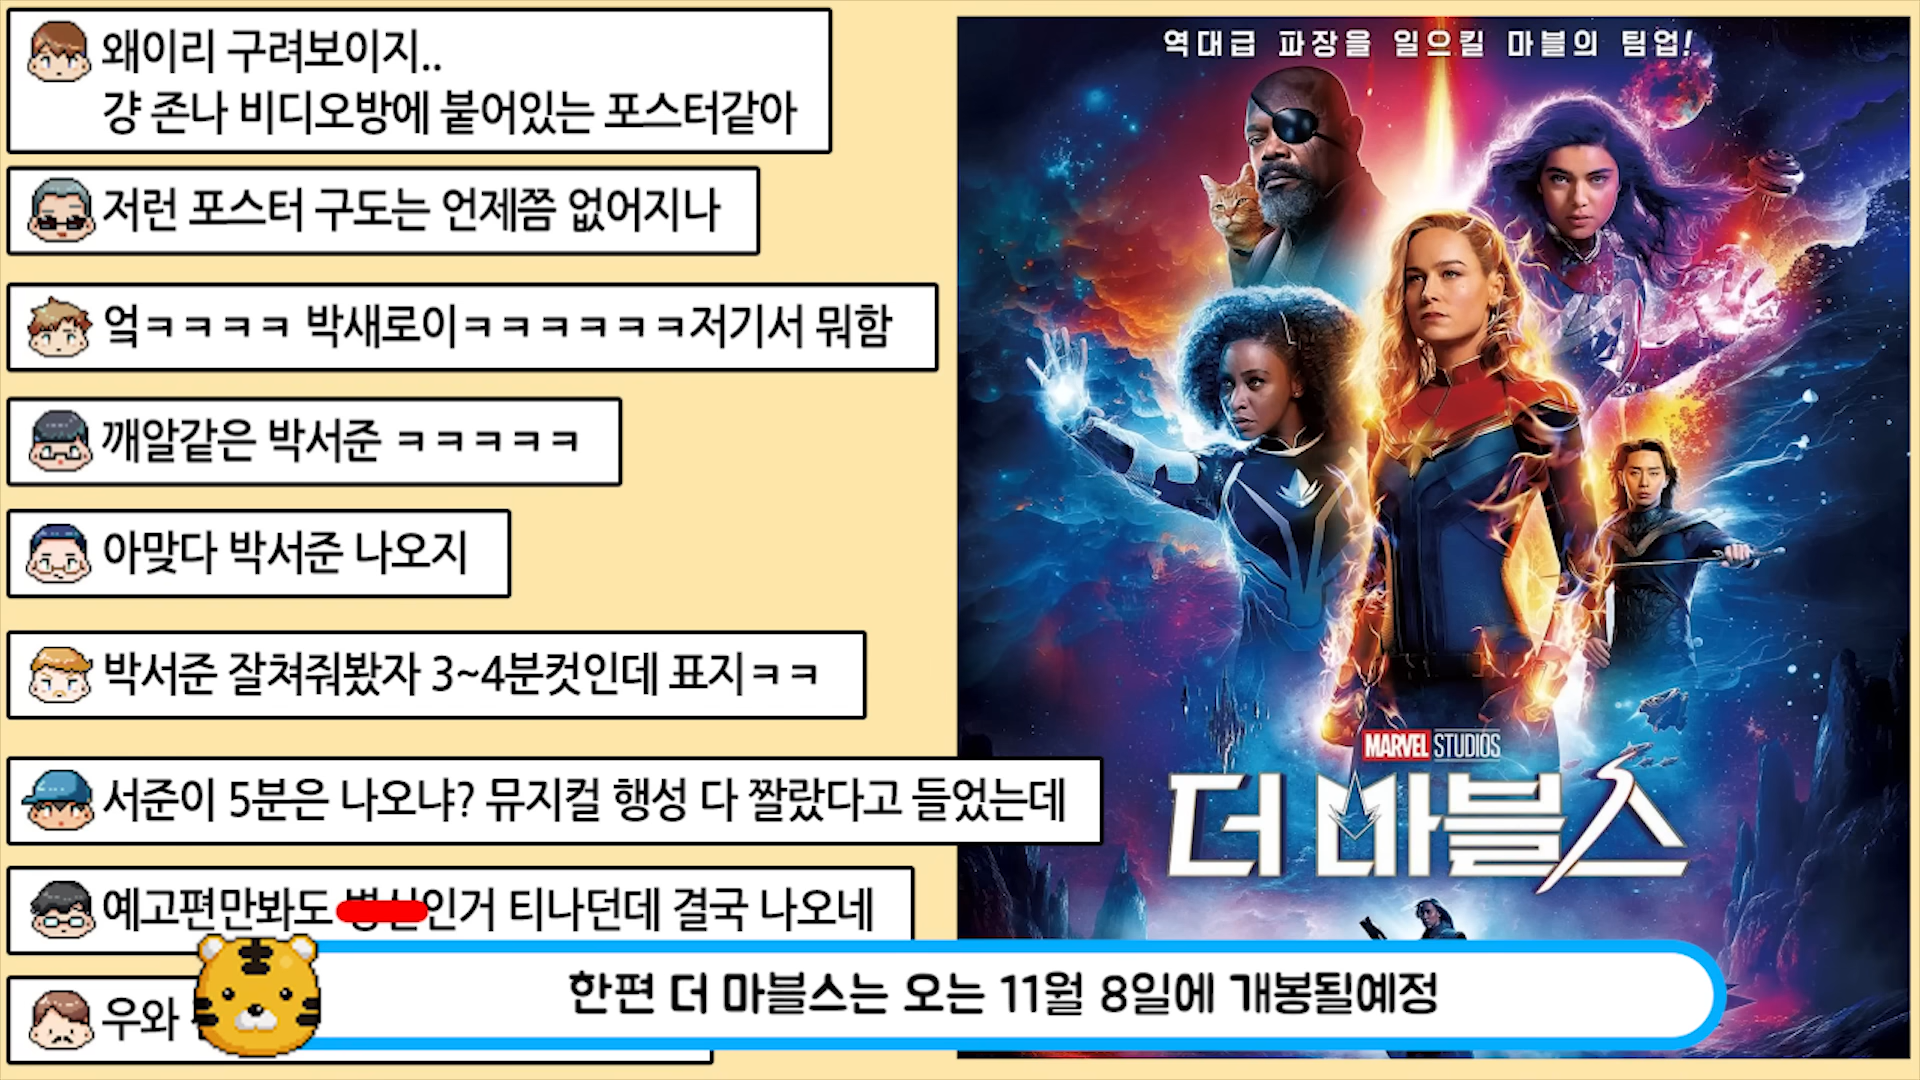 왜이리 구려보이지..
걍 존나 비디오방에 붙어있는 포스터같아
저런 포스터 구도는 언제쯤 없어지나
엌ㅋㅋㅋㅋ 박새로이ㅋㅋㅋㅋㅋㅋ저기서 뭐함
깨알같은 박서준 ㅋㅋㅋㅋㅋ
아맞다 박서준 나오지
박서준 잘쳐줘봤자 3~4분컷인데 표지ㅋㅋ
서준이 5분은 나오냐? 뮤지컬 행성 다 짤랐다고 들었는데
예고편만봐도 인거 티나던데 결국 나오네
우와
역대급 파장을 일으킬 마블의 팀업!
MARVEL STUDIOS
더 마블스
한편 더 마블스는 오는 11월 8일에 개봉될예정